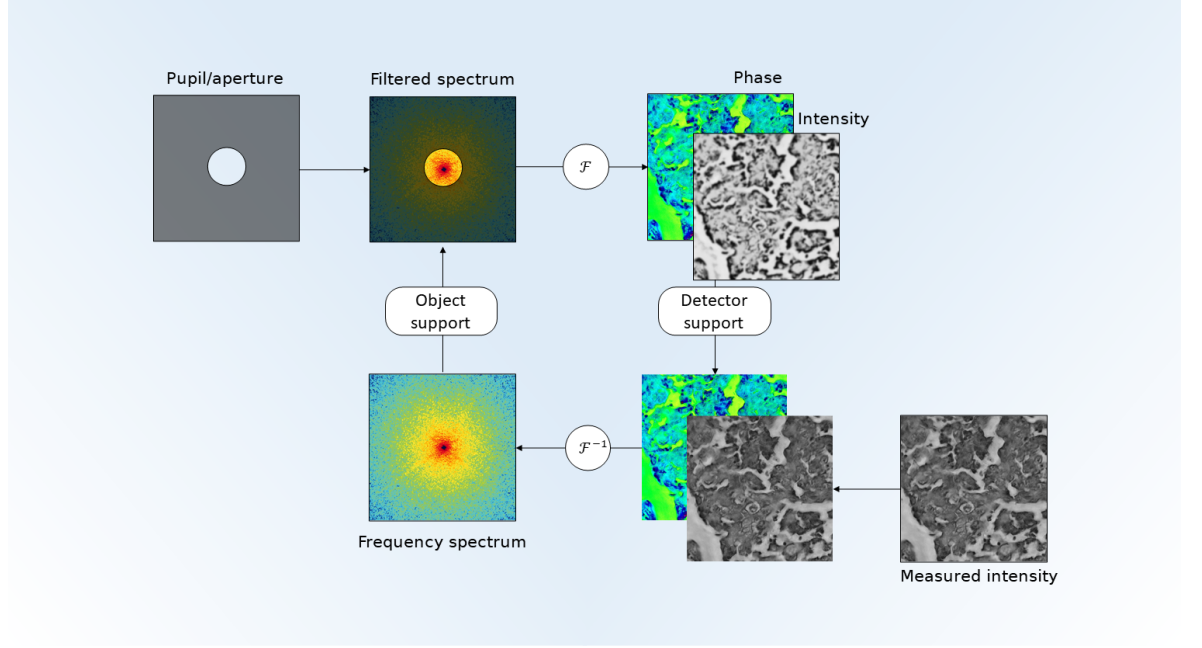 Pupil/aperture
Filtered spectrum
Phase
Intensity
ℱ
Object
support
Detector
support
ℱ⁻¹
Frequency spectrum
Measured intensity